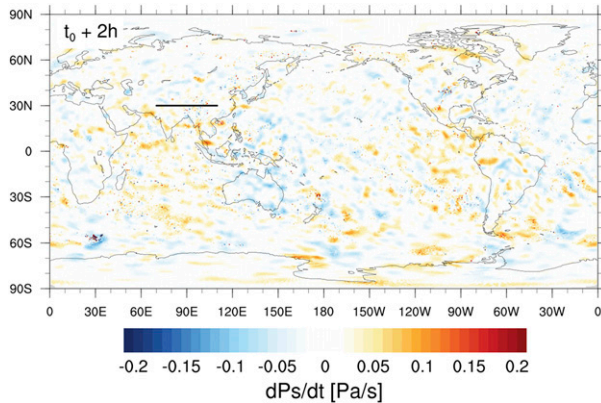 90N
t0 + 2h
60N
30N
0
30S
60S
90S
0 30E 60E 90E 120E 150E 180 150W 120W 90W 60W 30W 0
-0.2 -0.15 -0.1 -0.05 0 0.05 0.1 0.15 0.2
dPs/dt [Pa/s]